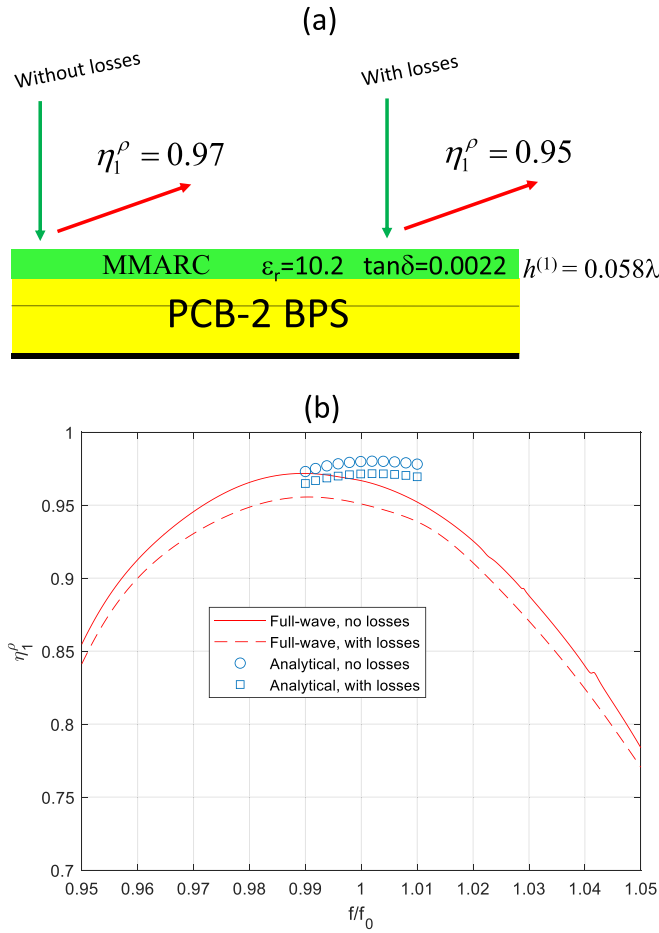 (a)
Without losses
With losses
η₁ᵖ = 0.97
η₁ᵖ = 0.95
MMARC εᵣ=10.2 tanδ=0.0022 h⁽¹⁾ = 0.058λ
PCB-2 BPS
(b)
1
0.95
0.9
0.85
0.8
0.75
0.7
η₁ᵖ
Full-wave, no losses
Full-wave, with losses
Analytical, no losses
Analytical, with losses
0.95 0.96 0.97 0.98 0.99 1 1.01 1.02 1.03 1.04 1.05
f/f₀